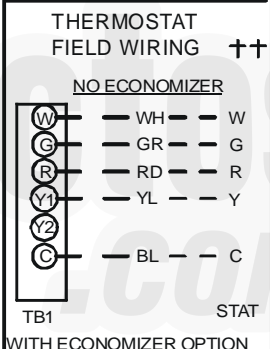 THERMOSTAT
FIELD WIRING ††
NO ECONOMIZER
W WH W
G GR G
R RD R
Y1 YL Y
Y2
C BL C
TB1 STAT
WITH ECONOMIZER OPTION